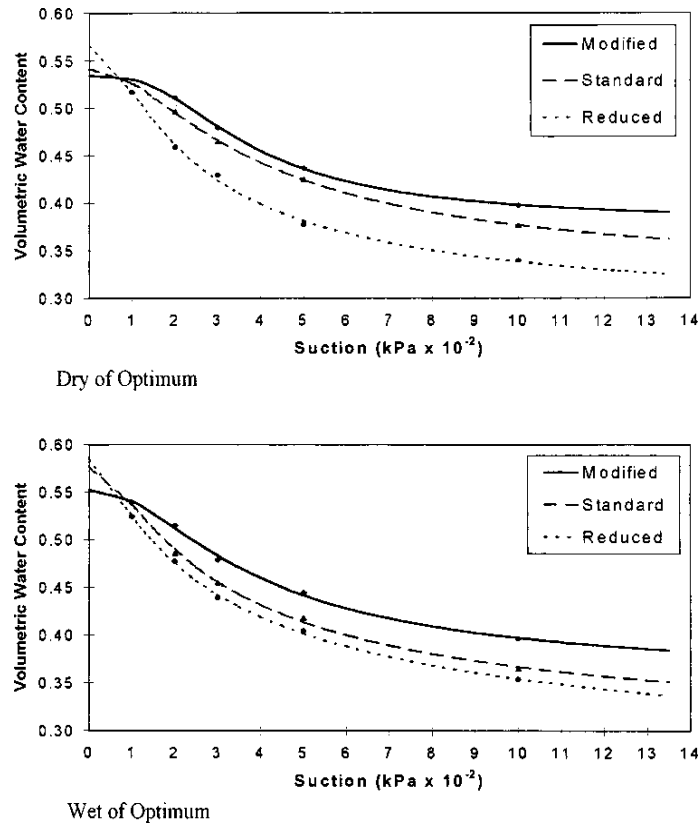 0.60
0.55
0.50
0.45
0.40
0.35
0.30
Volumetric Water Content
Modified
Standard
Reduced
0 1 2 3 4 5 6 7 8 9 10 11 12 13 14
Suction (kPa x 10⁻²)
Dry of Optimum
0.60
0.55
0.50
0.45
0.40
0.35
0.30
Volumetric Water Content
Modified
Standard
Reduced
0 1 2 3 4 5 6 7 8 9 10 11 12 13 14
Suction (kPa x 10⁻²)
Wet of Optimum